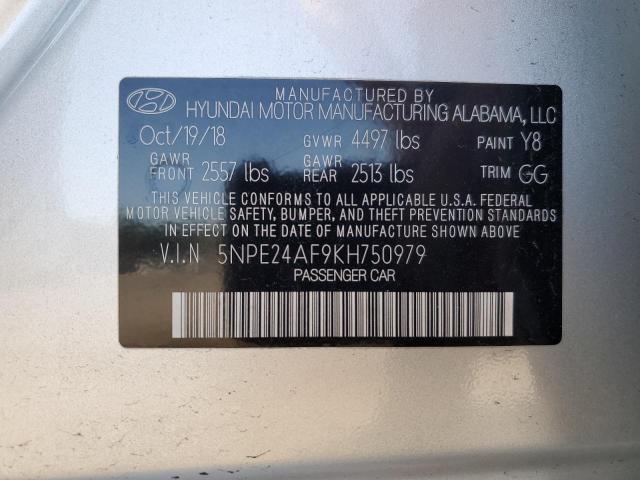 MANUFACTURED BY
HYUNDAI MOTOR MANUFACTURING ALABAMA, LLC
Oct/19/18 GVWR 4497 lbs PAINT Y8
GAWR FRONT 2557 lbs GAWR REAR 2513 lbs TRIM GG
THIS VEHICLE CONFORMS TO ALL APPLICABLE U.S.A. FEDERAL
MOTOR VEHICLE SAFETY, BUMPER, AND THEFT PREVENTION STANDARDS
IN EFFECT ON THE DATE OF MANUFACTURE SHOWN ABOVE.
V.I.N 5NPE24AF9KH750979
PASSENGER CAR